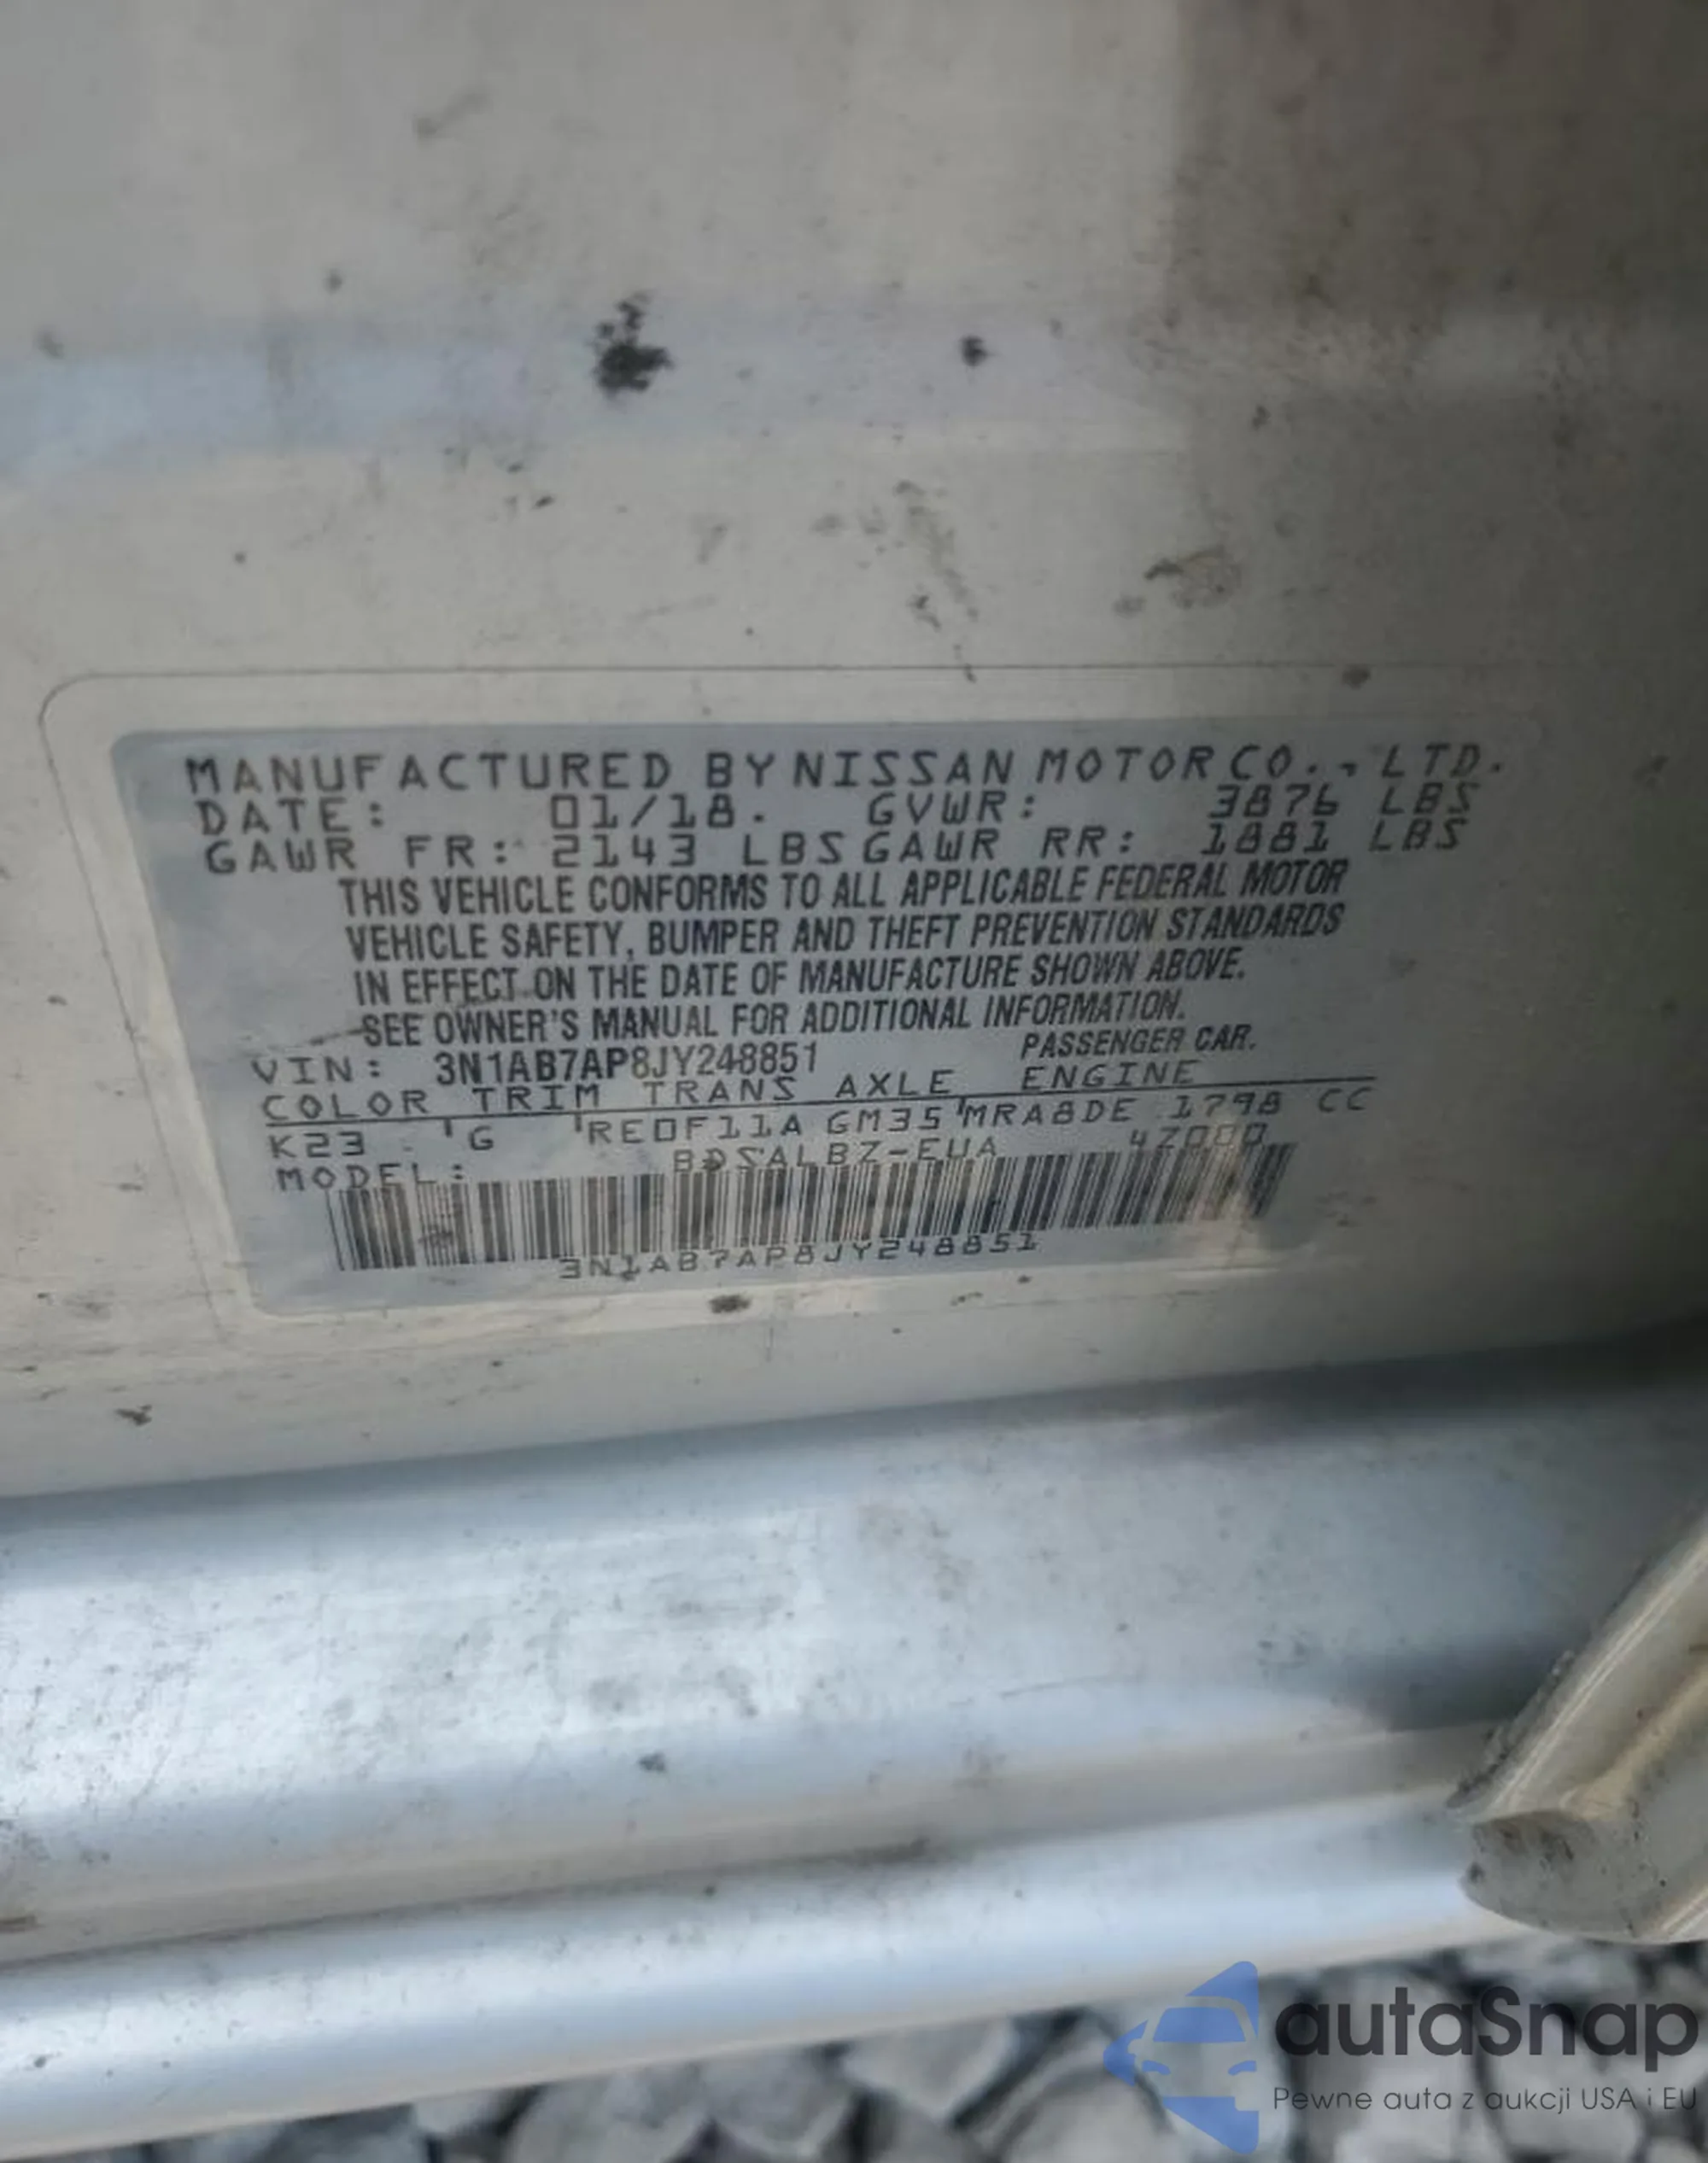 MANUFACTURED BY NISSAN MOTOR CO., LTD.
DATE: 01/18. GVWR: 3876 LBS
GAWR FR: 2143 LBS GAWR RR: 1881 LBS
THIS VEHICLE CONFORMS TO ALL APPLICABLE FEDERAL MOTOR
VEHICLE SAFETY, BUMPER AND THEFT PREVENTION STANDARDS
IN EFFECT ON THE DATE OF MANUFACTURE SHOWN ABOVE.
SEE OWNER'S MANUAL FOR ADDITIONAL INFORMATION.
VIN: 3N1AB7AP8JY248851 PASSENGER CAR.
COLOR TRIM TRANS AXLE ENGINE
K23 G RE0F11A GM35 MRA8DE 1798 CC
MODEL: BDSALBZ-EUA
3N1AB7AP8JY248851
autaSnap
Pewne auta z aukcji USA i EU